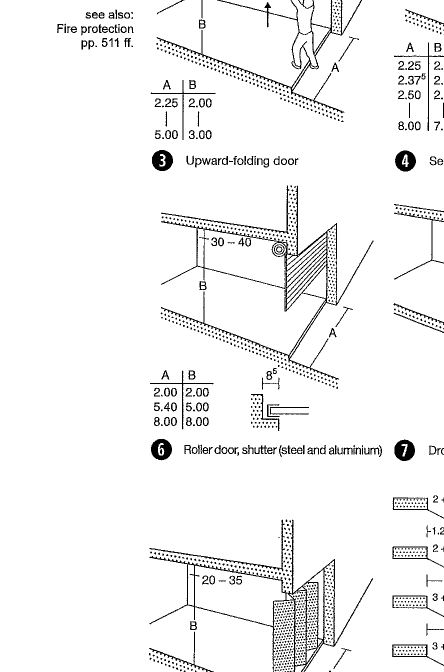 see also:
Fire protection
pp. 511 ff.
B
A
A B
2.25 2.00
5.00 3.00
A B
2.25 2.
2.37⁵ 2.
2.50 2.
8.00 7.
3 Upward-folding door
4 Se
30 – 40
B
A
A B
2.00 2.00
5.40 5.00
8.00 8.00
8⁵
6 Roller door, shutter (steel and aluminium)
7 Dro
20 – 35
B
2 +
1.2
2 +
3 +
3 +